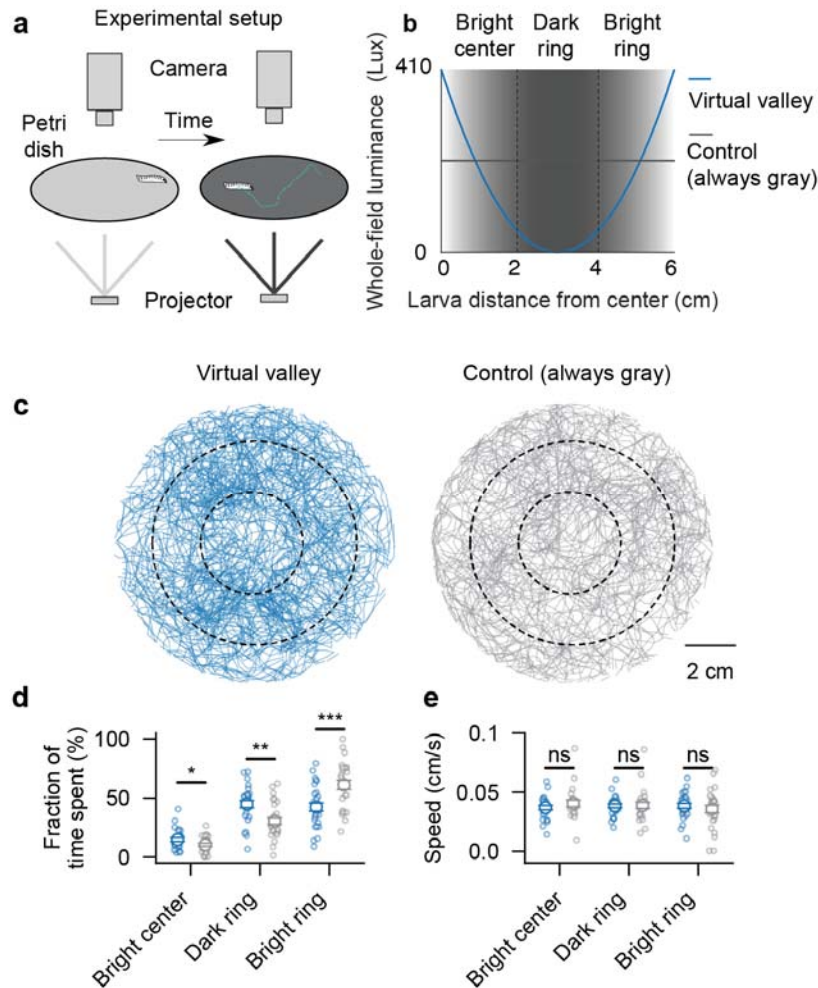 a
Experimental setup
Camera
Petri
dish
Time
Projector
b
Bright
center
Dark
ring
Bright
ring
Whole-field luminance (Lux)
410
0
0
2
4
6
Larva distance from center (cm)
Virtual valley
Control
(always gray)
c
Virtual valley
Control (always gray)
2 cm
d
Fraction of
time spent (%)
100
50
0
*
**
***
Bright center
Dark ring
Bright ring
e
Speed (cm/s)
0.1
0.05
0.0
ns
ns
ns
Bright center
Dark ring
Bright ring